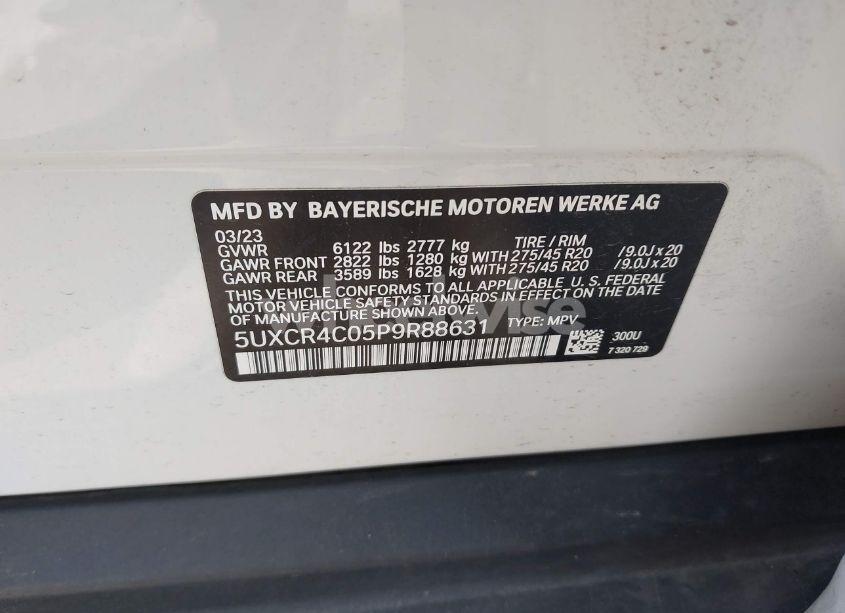 MFD BY BAYERISCHE MOTOREN WERKE AG
03/23 TIRE / RIM
GVWR 6122 lbs 2777 kg
GAWR FRONT 2822 lbs 1280 kg WITH 275/45 R20 /9.0J x 20
GAWR REAR 3589 lbs 1628 kg WITH 275/45 R20 /9.0J x 20
THIS VEHICLE CONFORMS TO ALL APPLICABLE U. S. FEDERAL
MOTOR VEHICLE SAFETY STANDARDS IN EFFECT ON THE DATE
OF MANUFACTURE SHOWN ABOVE.
5UXCR4C05P9R88631 TYPE: MPV
300U
7 320 729